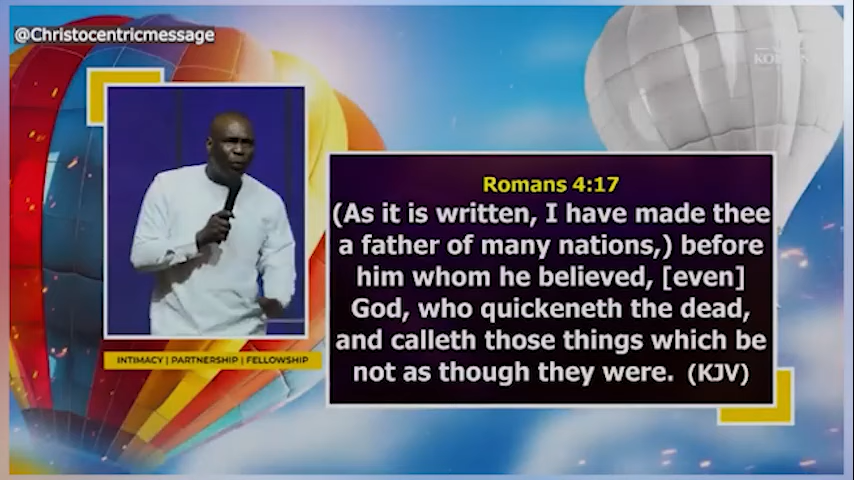 @Christocentricmessage
INTIMACY | PARTNERSHIP | FELLOWSHIP
Romans 4:17
(As it is written, I have made thee
a father of many nations,) before
him whom he believed, [even]
God, who quickeneth the dead,
and calleth those things which be
not as though they were. (KJV)